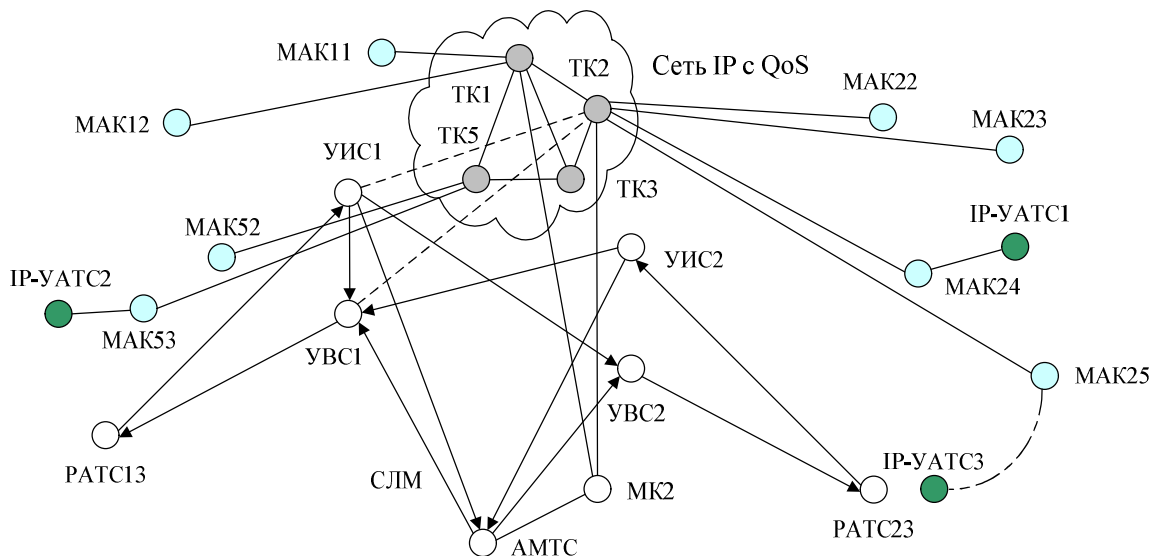 МАК11
ТК2
Сеть IP с QoS
МАК22
ТК1
МАК12
МАК23
ТК5
УИС1
ТК3
IP-УАТС1
МАК52
УИС2
IP-УАТС2
МАК24
МАК53
УВС1
МАК25
УВС2
IP-УАТС3
РАТС13
СЛМ
МК2
РАТС23
АМТС